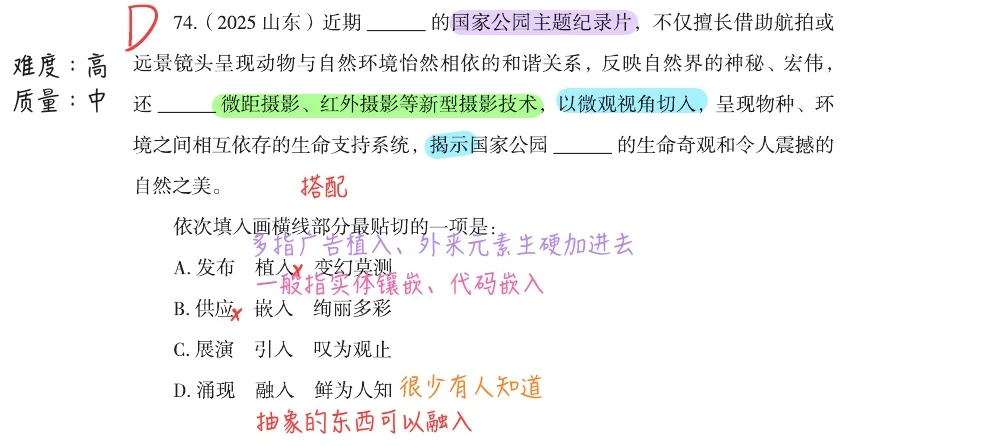 D
74.（2025 山东）近期 ______ 的国家公园主题纪录片，不仅擅长借助航拍或
难度：高
远景镜头呈现动物与自然环境怡然相依的和谐关系，反映自然界的神秘、宏伟，
质量：中
还 ______ 微距摄影、红外摄影等新型摄影技术，以微观视角切入，呈现物种、环
境之间相互依存的生命支持系统，揭示国家公园 ______ 的生命奇观和令人震撼的
自然之美。
搭配
依次填入画横线部分最贴切的一项是：
多指广告植入、外来元素生硬加进去
A. 发布 植入× 变幻莫测
一般指实体镶嵌、代码嵌入
B. 供应× 嵌入 绚丽多彩
C. 展演 引入 叹为观止
D. 涌现 融入 鲜为人知 很少有人知道
抽象的东西可以融入